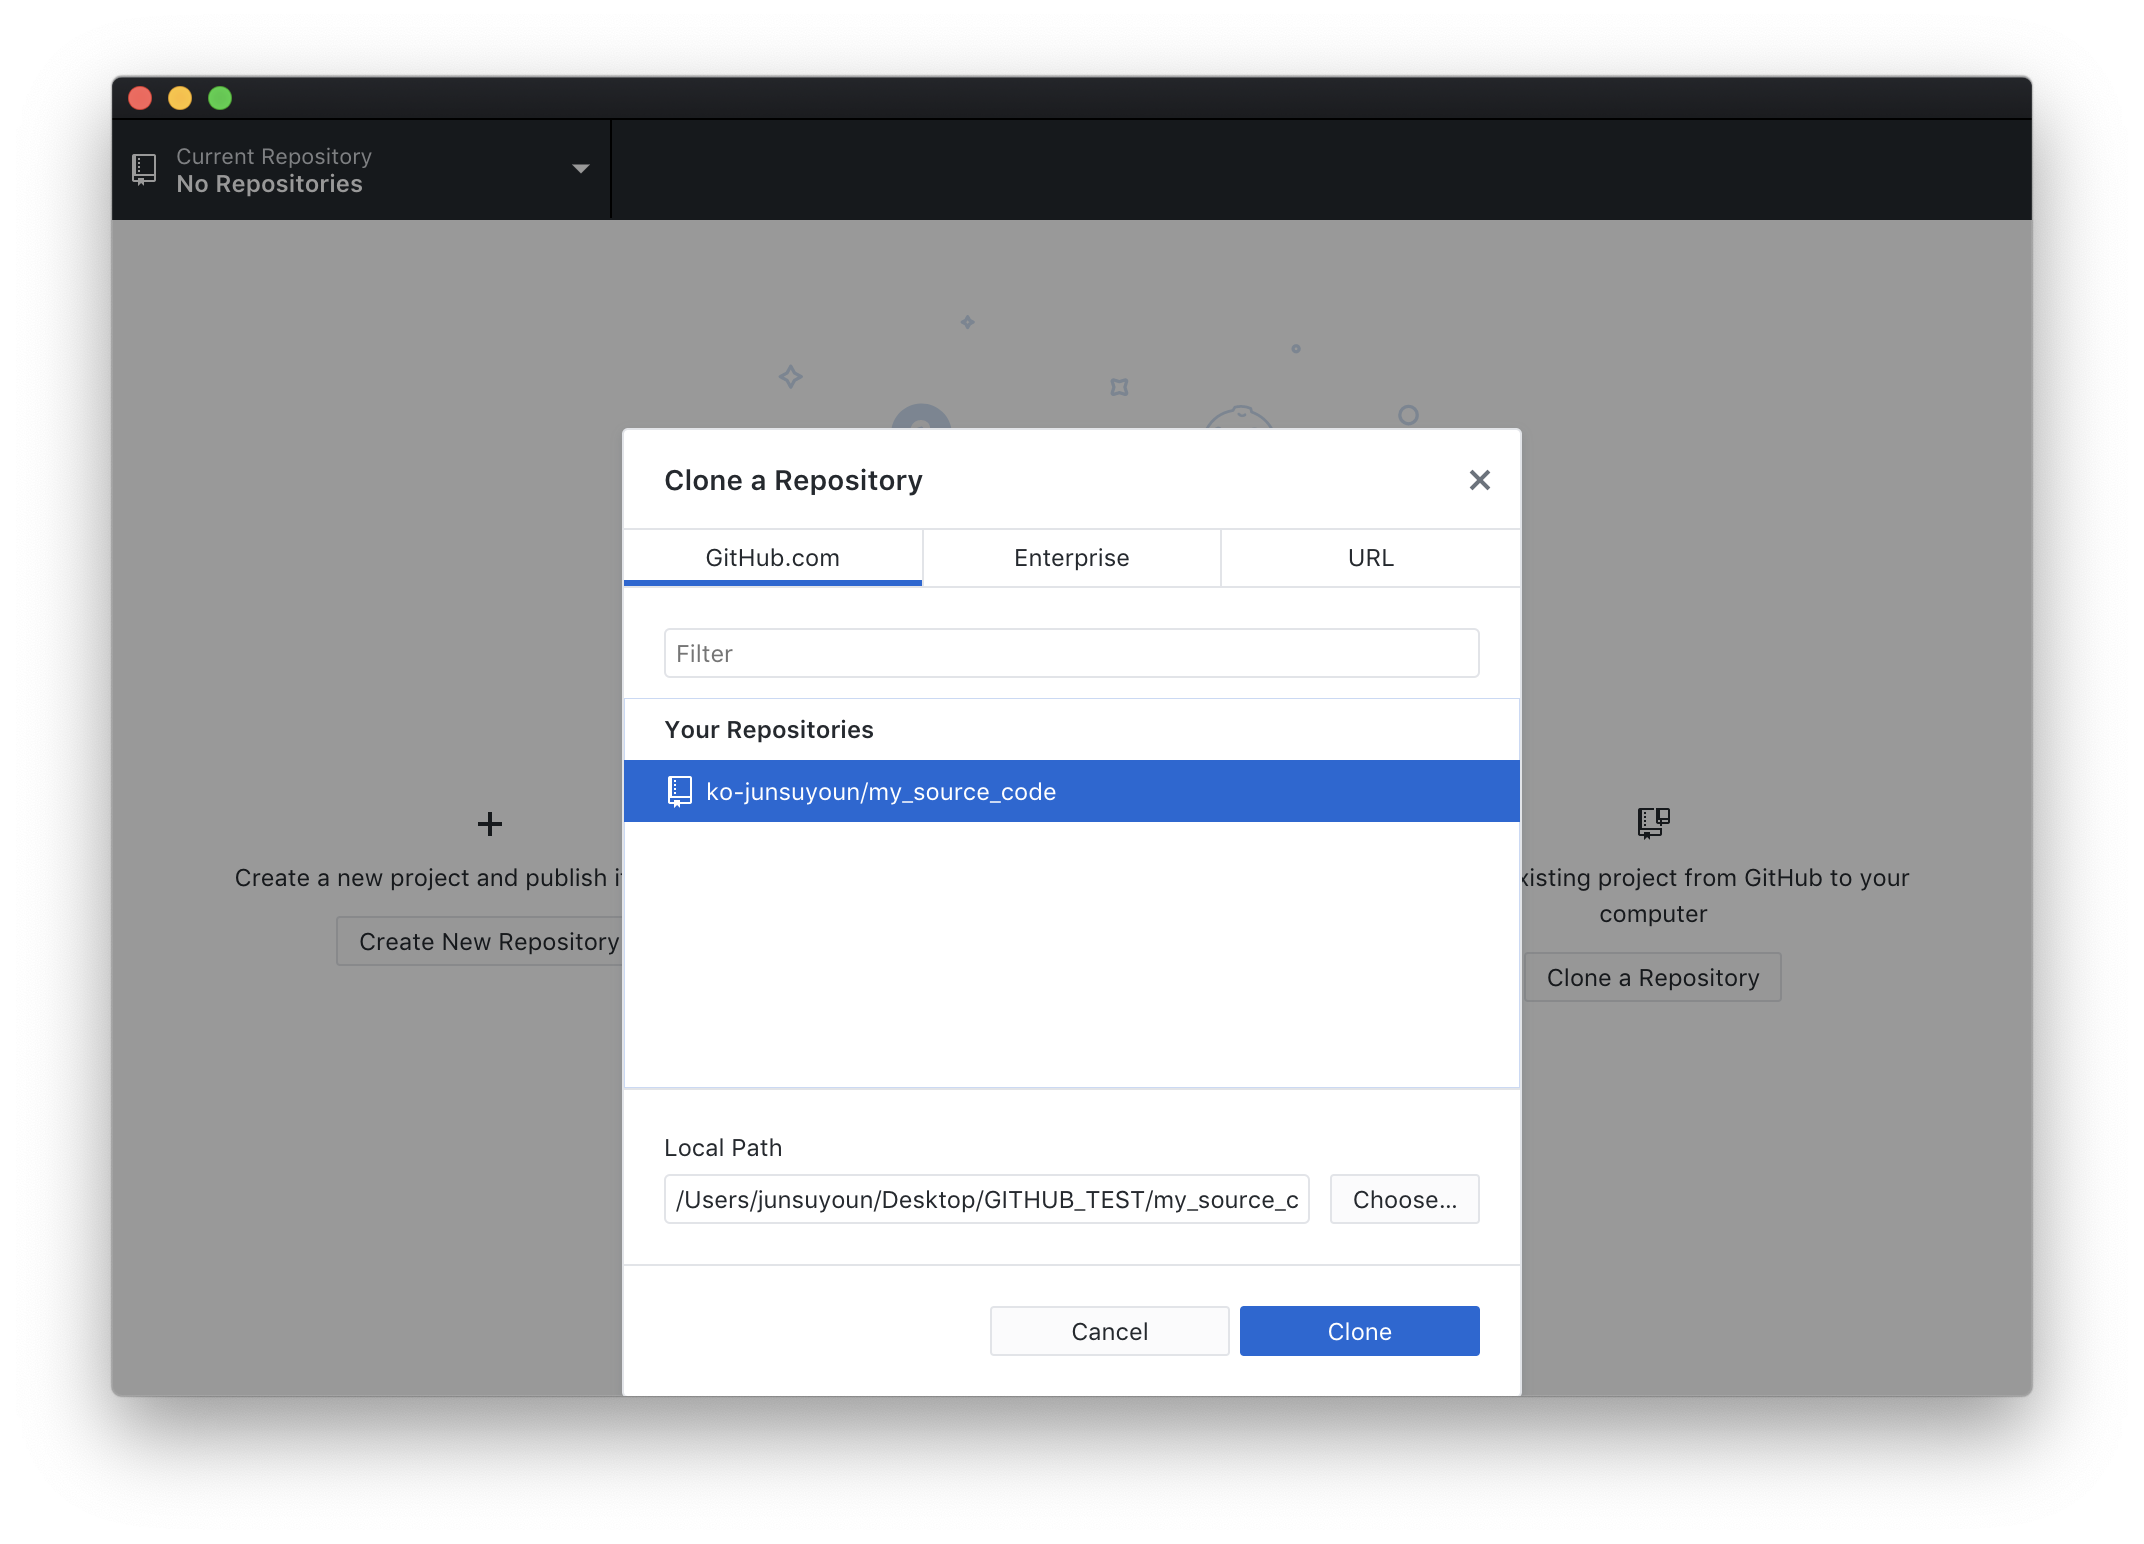 Current Repository
No Repositories
Clone a Repository
GitHub.com
Enterprise
URL
Filter
Your Repositories
ko-junsuyoun/my_source_code
Create a new project and publish
Create New Repository
existing project from GitHub to your
computer
Clone a Repository
Local Path
/Users/junsuyoun/Desktop/GITHUB_TEST/my_source_c
Choose...
Cancel
Clone